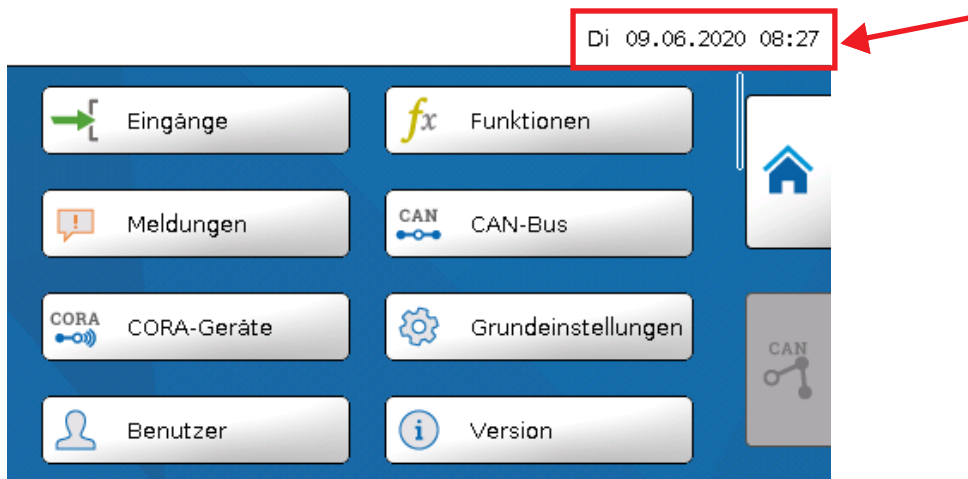 Di 09.06.2020 08:27
Eingänge
fx Funktionen
! Meldungen
CAN CAN-Bus
CORA CORA-Geräte
Grundeinstellungen
CAN
Benutzer
i Version